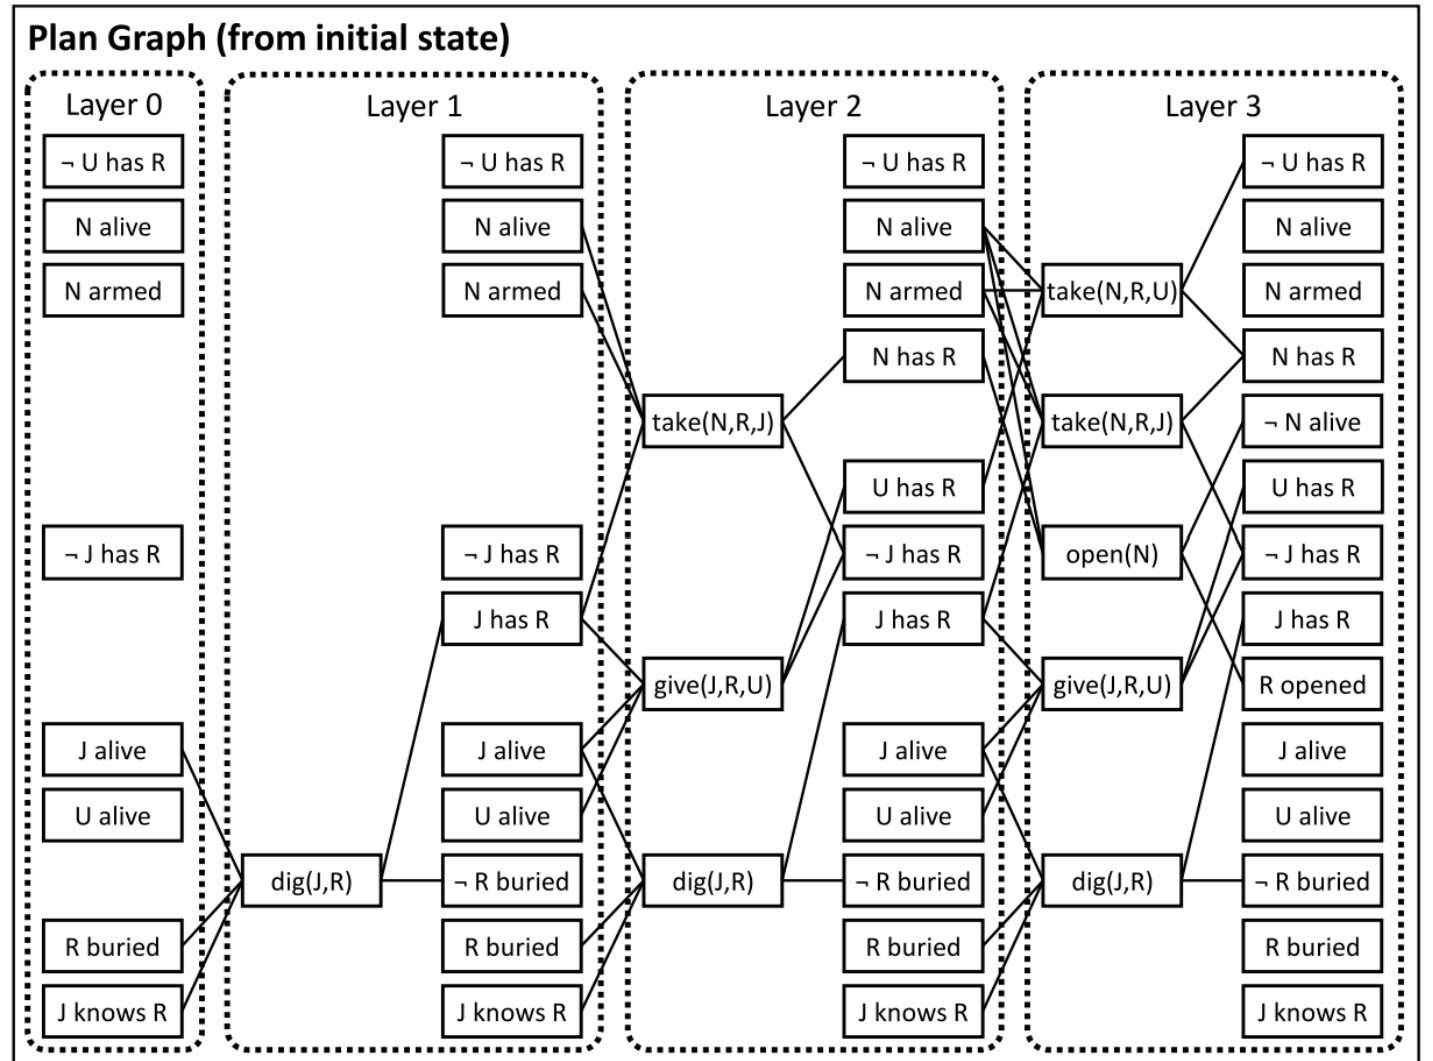 Plan Graph (from initial state)
Layer 0
¬ U has R
N alive
N armed
¬ J has R
J alive
U alive
R buried
J knows R
Layer 1
dig(J,R)
¬ U has R
N alive
N armed
¬ J has R
J has R
J alive
U alive
¬ R buried
R buried
J knows R
Layer 2
take(N,R,J)
give(J,R,U)
dig(J,R)
¬ U has R
N alive
N armed
N has R
U has R
¬ J has R
J has R
J alive
U alive
¬ R buried
R buried
J knows R
Layer 3
take(N,R,U)
take(N,R,J)
open(N)
give(J,R,U)
dig(J,R)
¬ U has R
N alive
N armed
N has R
¬ N alive
U has R
¬ J has R
J has R
R opened
J alive
U alive
¬ R buried
R buried
J knows R